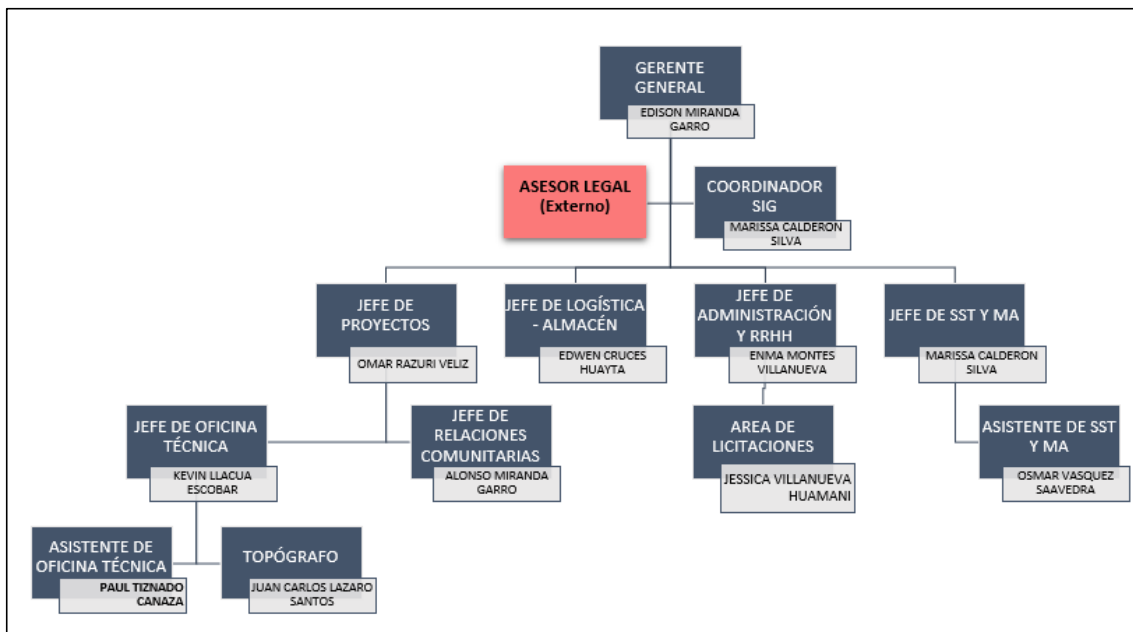 GERENTE
GENERAL
EDISON MIRANDA
GARRO
ASESOR LEGAL
(Externo)
COORDINADOR
SIG
MARISSA CALDERON
SILVA
JEFE DE
PROYECTOS
OMAR RAZURI VELIZ
JEFE DE LOGÍSTICA
- ALMACÉN
EDWEN CRUCES
HUAYTA
JEFE DE
ADMINISTRACIÓN
Y RRHH
ENMA MONTES
VILLANUEVA
JEFE DE SST Y MA
MARISSA CALDERON
SILVA
JEFE DE OFICINA
TÉCNICA
KEVIN LLACUA
ESCOBAR
JEFE DE
RELACIONES
COMUNITARIAS
ALONSO MIRANDA
GARRO
AREA DE
LICITACIONES
JESSICA VILLANUEVA
HUAMANI
ASISTENTE DE SST
Y MA
OSMAR VASQUEZ
SAAVEDRA
ASISTENTE DE
OFICINA TÉCNICA
PAUL TIZNADO
CANAZA
TOPÓGRAFO
JUAN CARLOS LAZARO
SANTOS